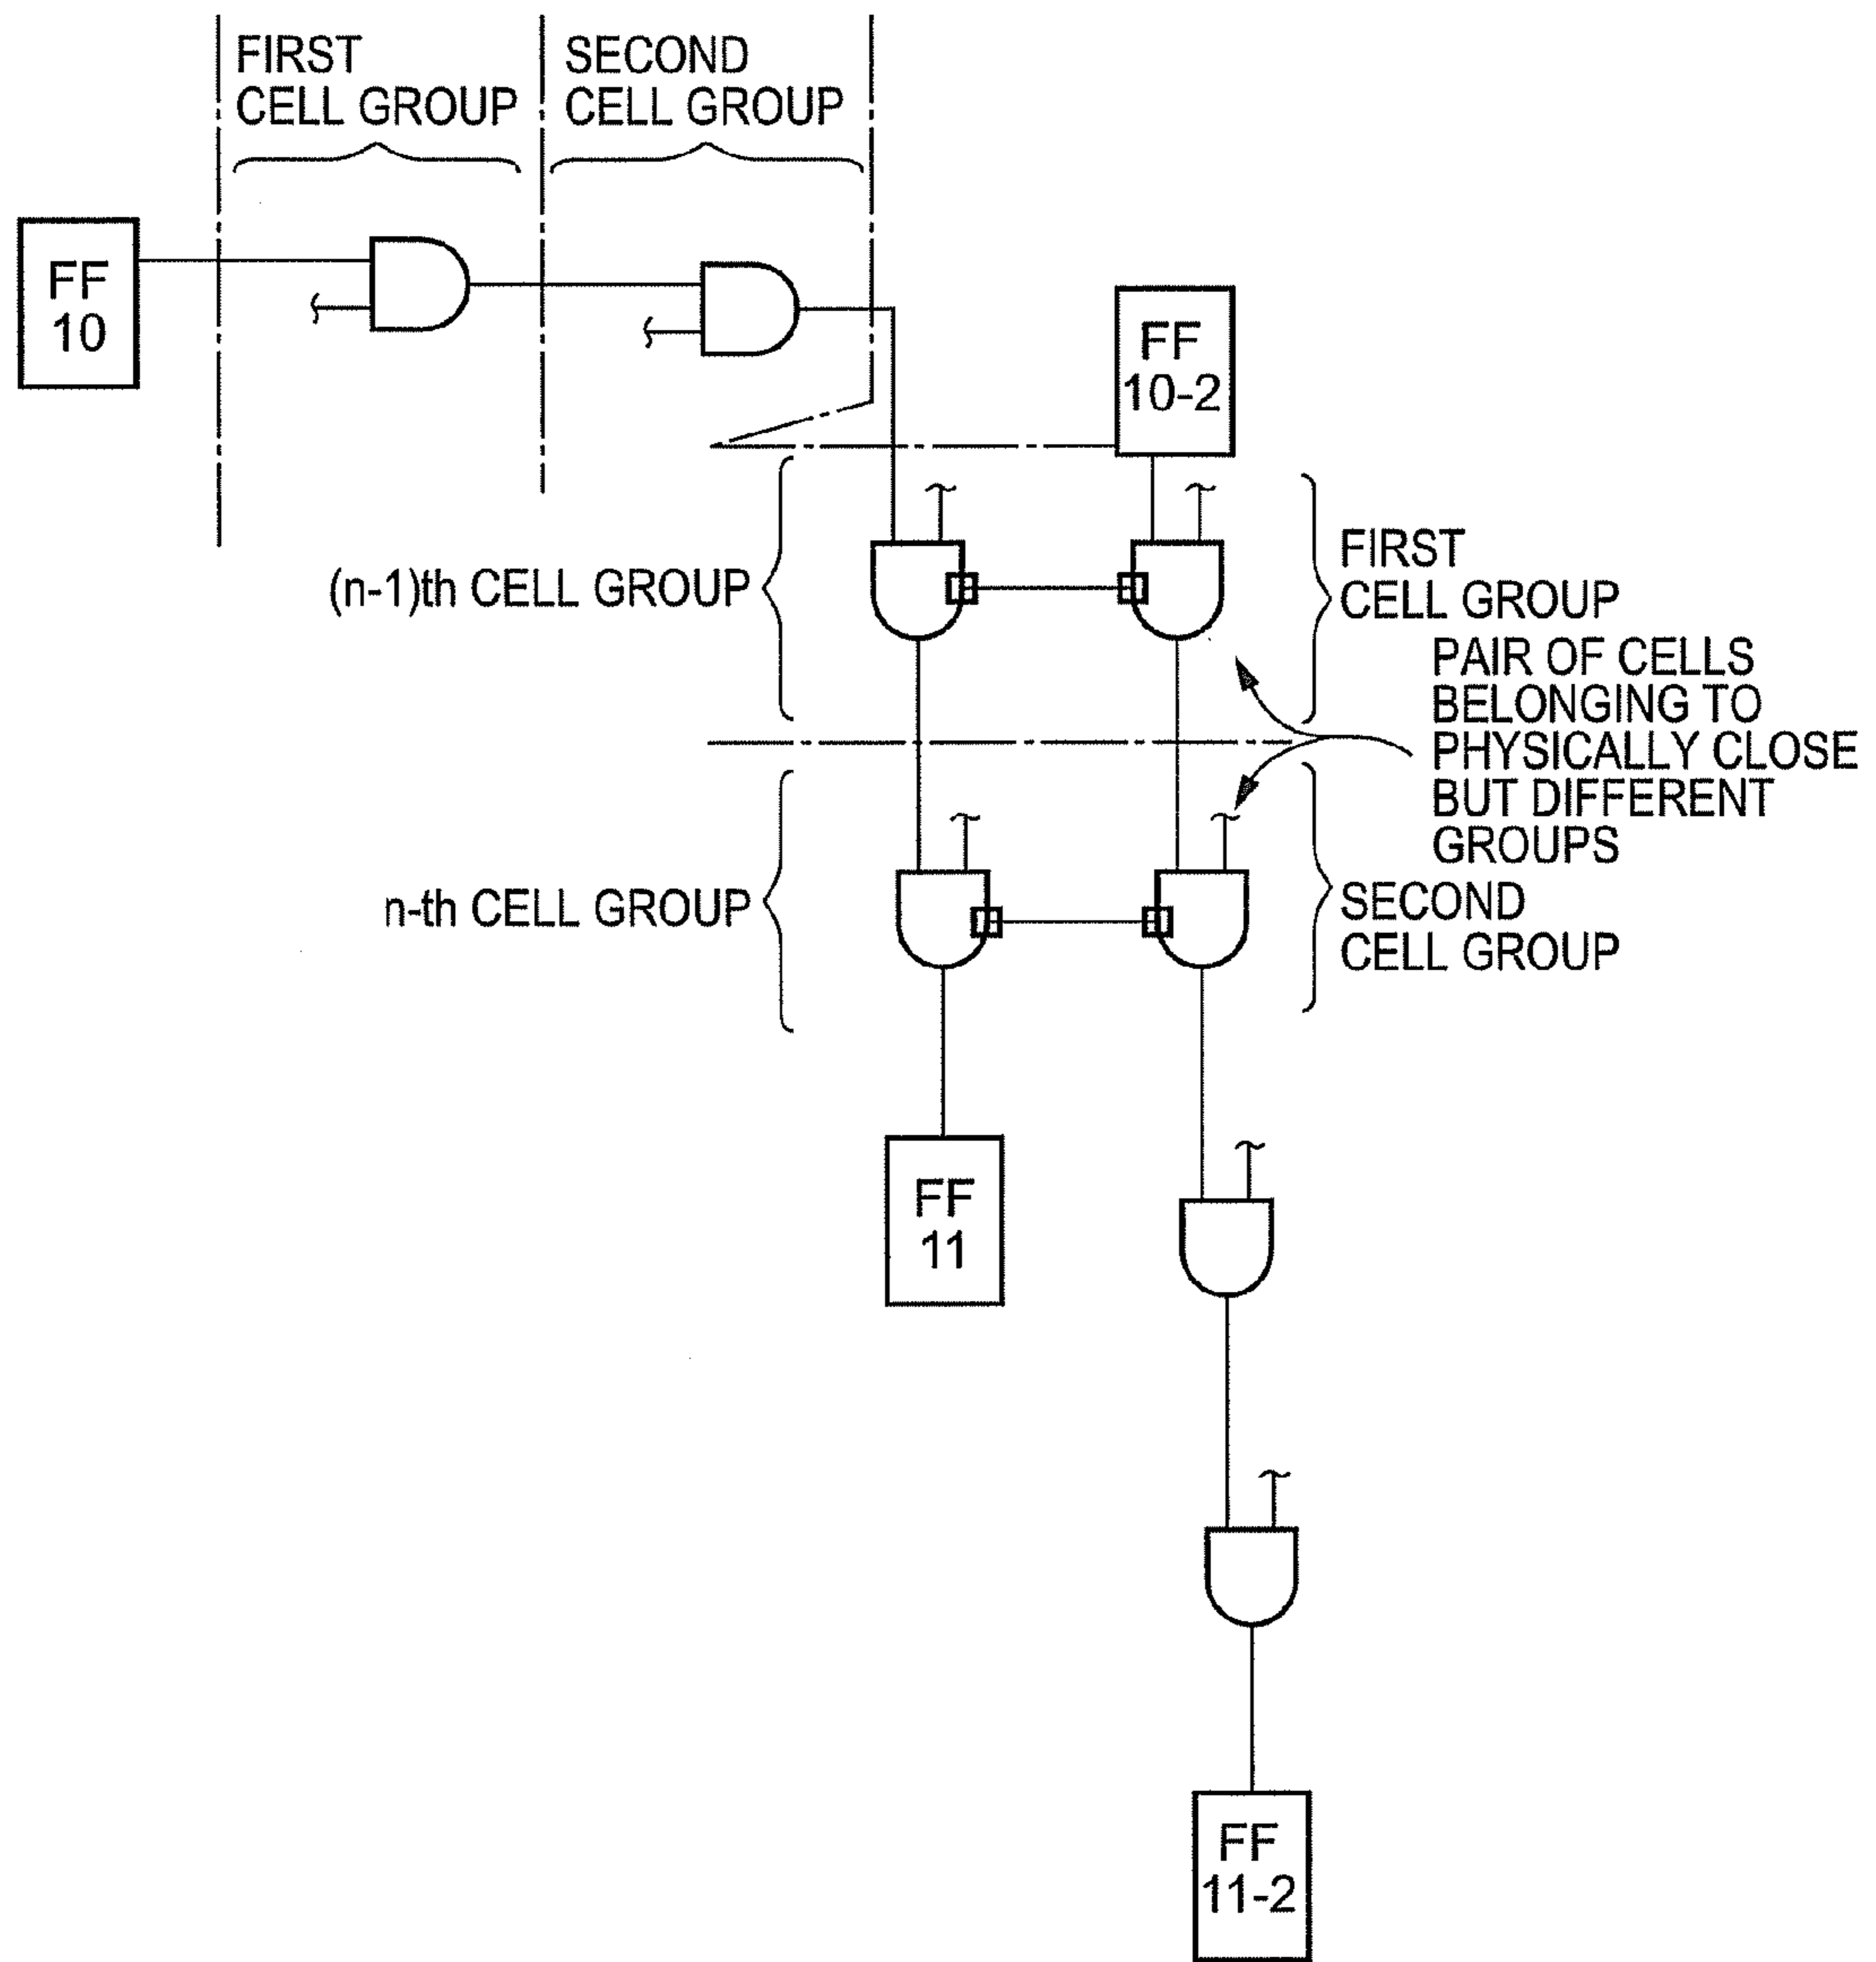 FIRST
CELL GROUP
SECOND
CELL GROUP
FF
10
FF
10-2
(n-1)th CELL GROUP
FIRST
CELL GROUP
PAIR OF CELLS
BELONGING TO
PHYSICALLY CLOSE
BUT DIFFERENT
GROUPS
n-th CELL GROUP
SECOND
CELL GROUP
FF
11
FF
11-2